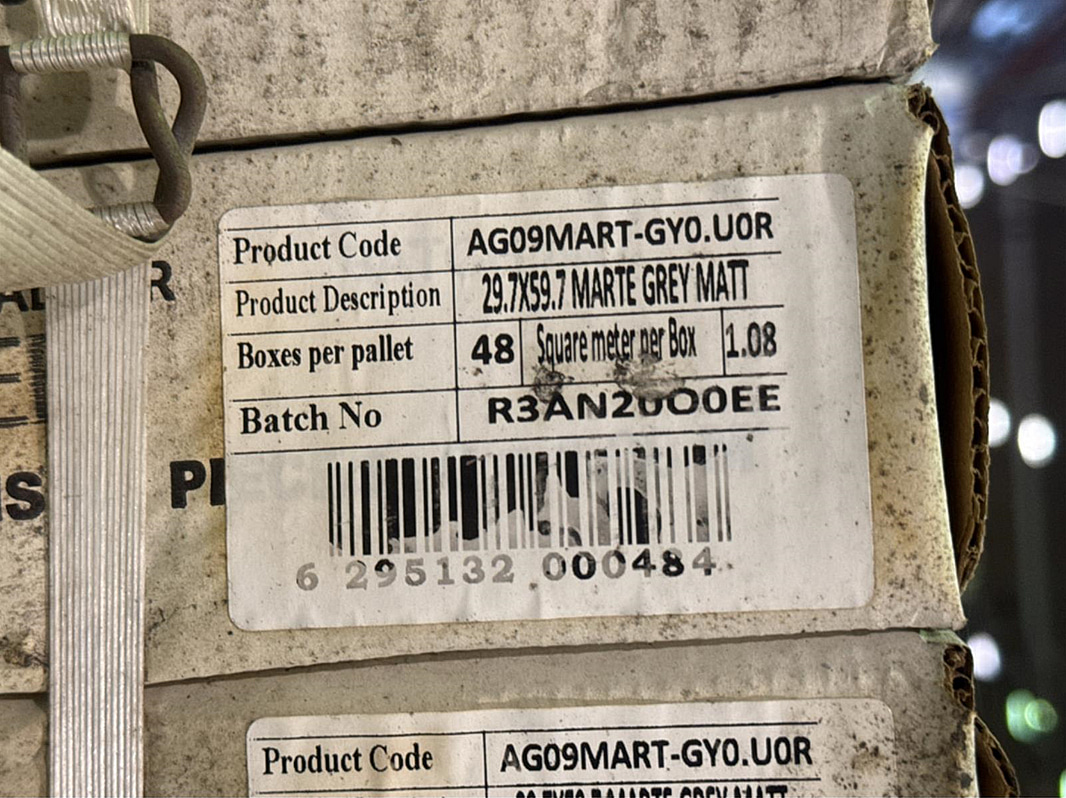 Product Code AG09MART-GY0.U0R
Product Description 29.7X59.7 MARTE GREY MATT
Boxes per pallet 48 Square meter per Box 1.08
Batch No R3AN2000EE
6 295132 000484
Product Code AG09MART-GY0.U0R